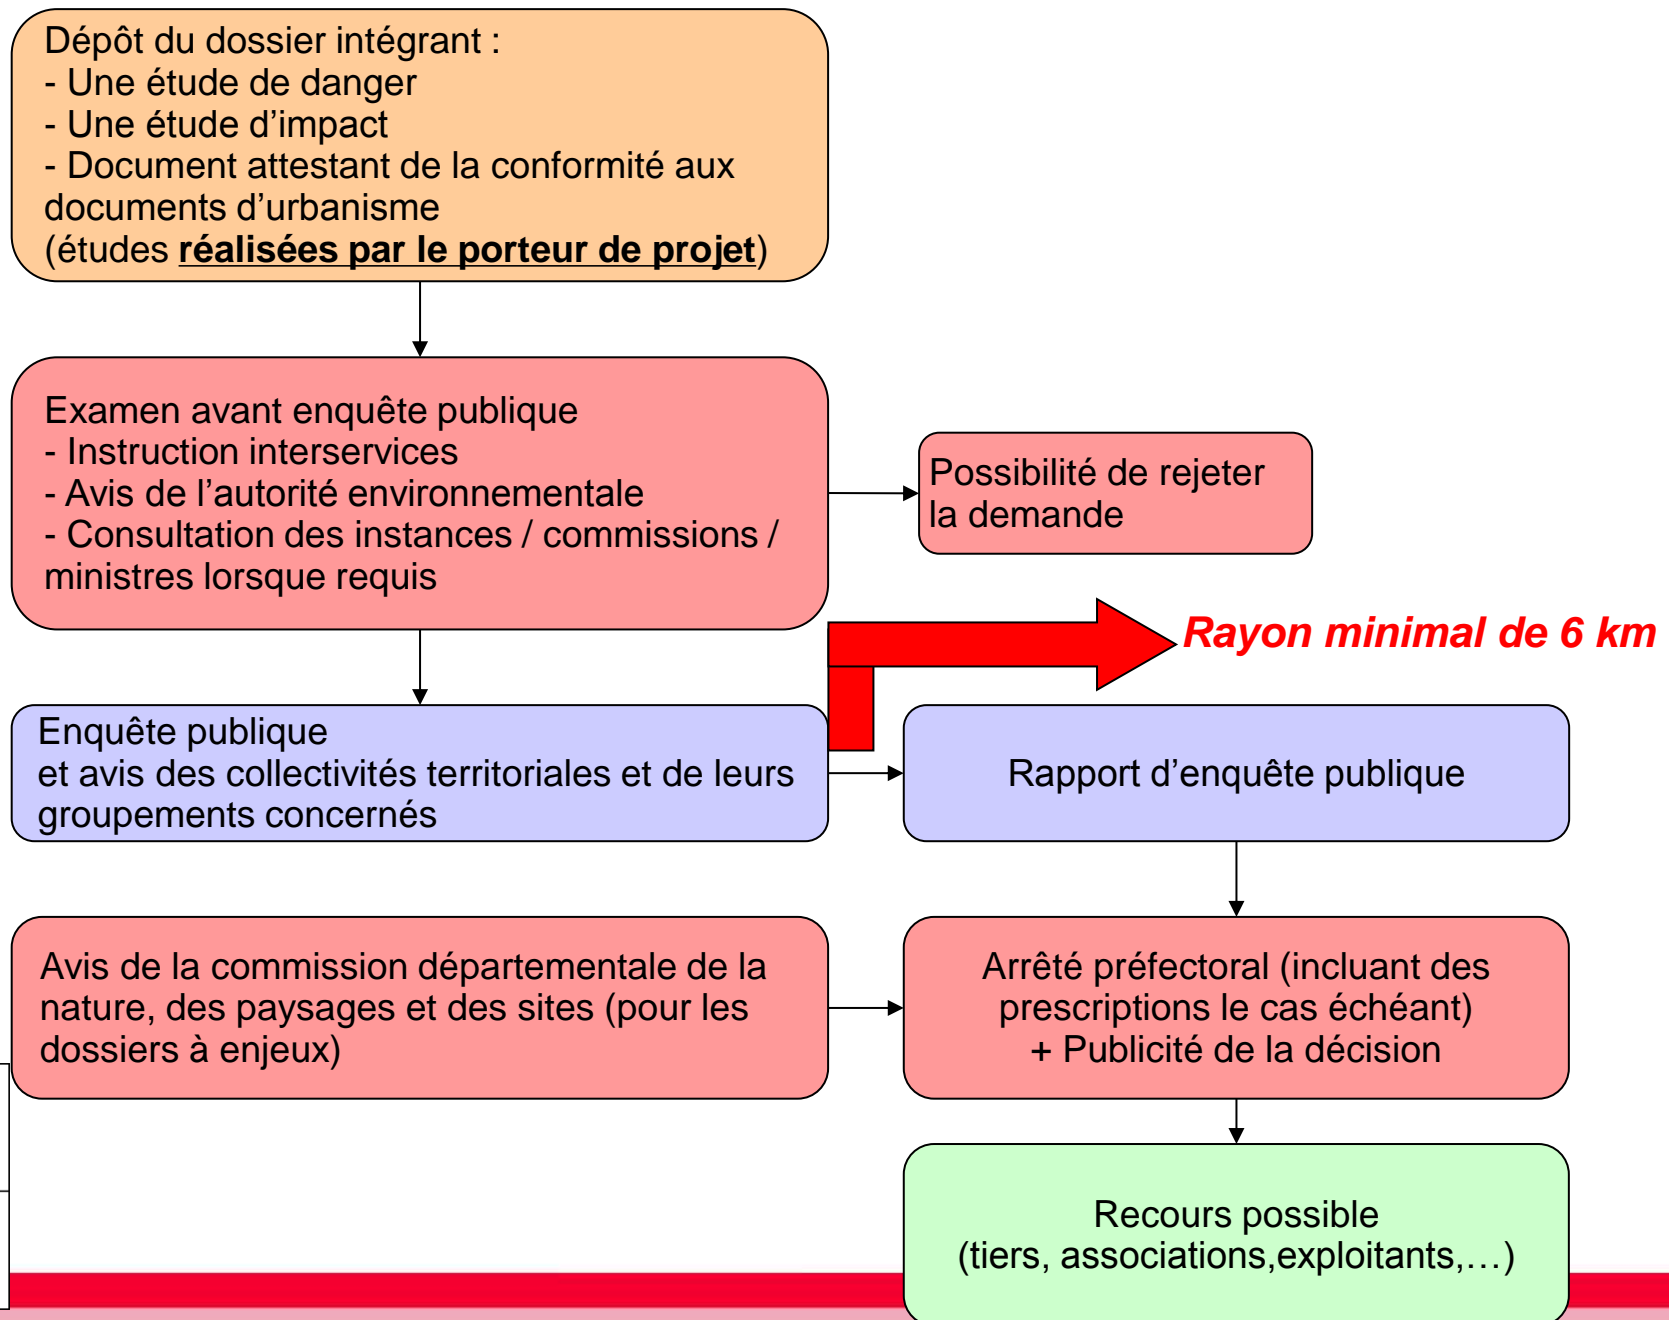 Dépôt du dossier intégrant :
- Une étude de danger
- Une étude d’impact
- Document attestant de la conformité aux
documents d’urbanisme
(études réalisées par le porteur de projet)
Examen avant enquête publique
- Instruction interservices
- Avis de l’autorité environnementale
- Consultation des instances / commissions /
ministres lorsque requis
Possibilité de rejeter
la demande
Rayon minimal de 6 km
Enquête publique
et avis des collectivités territoriales et de leurs
groupements concernés
Rapport d’enquête publique
Avis de la commission départementale de la
nature, des paysages et des sites (pour les
dossiers à enjeux)
Arrêté préfectoral (incluant des
prescriptions le cas échéant)
+ Publicité de la décision
Recours possible
(tiers, associations,exploitants,…)